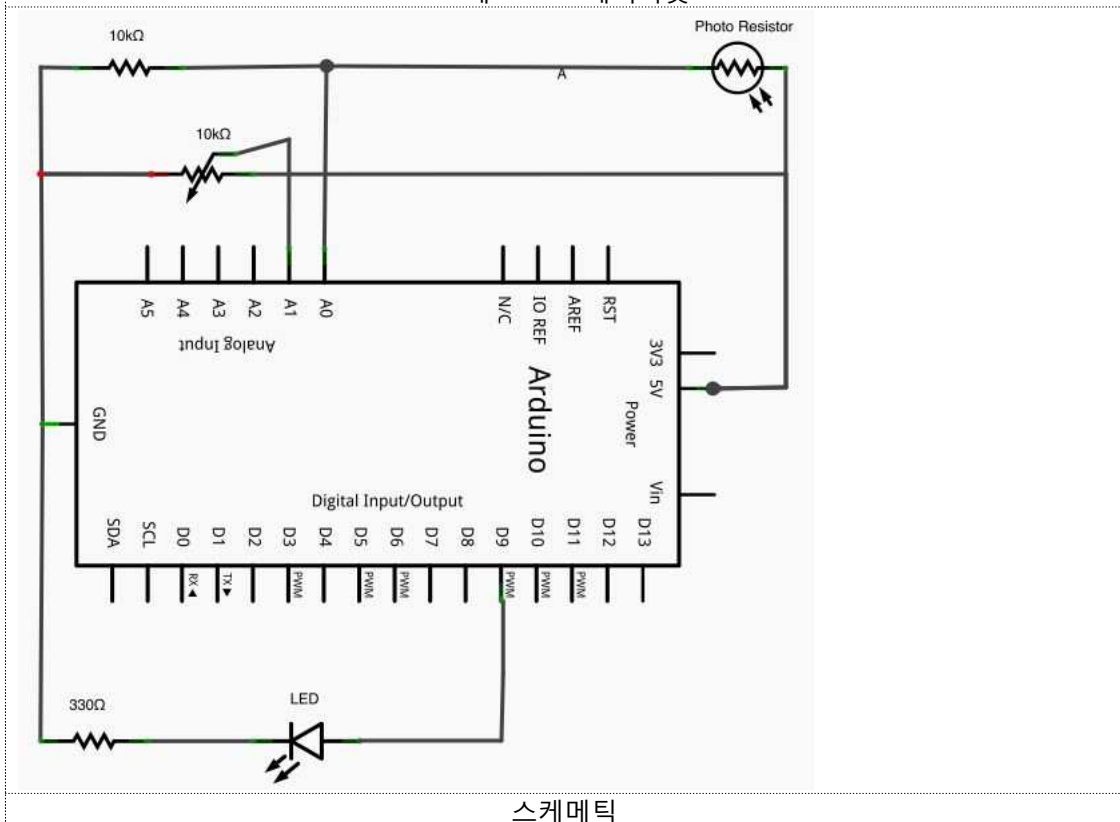 Photo Resistor
10kΩ
A
10kΩ
A5 A4 A3 A2 A1 A0 N/C IO REF AREF RST
Analog Input
3V3
5V
Power
Arduino
GND
Vin
Digital Input/Output
SDA SCL D0 D1 D2 D3 D4 D5 D6 D7 D8 D9 D10 D11 D12 D13
RX◀ TX▶ PWM PWM PWM PWM PWM PWM
LED
330Ω
스케메틱